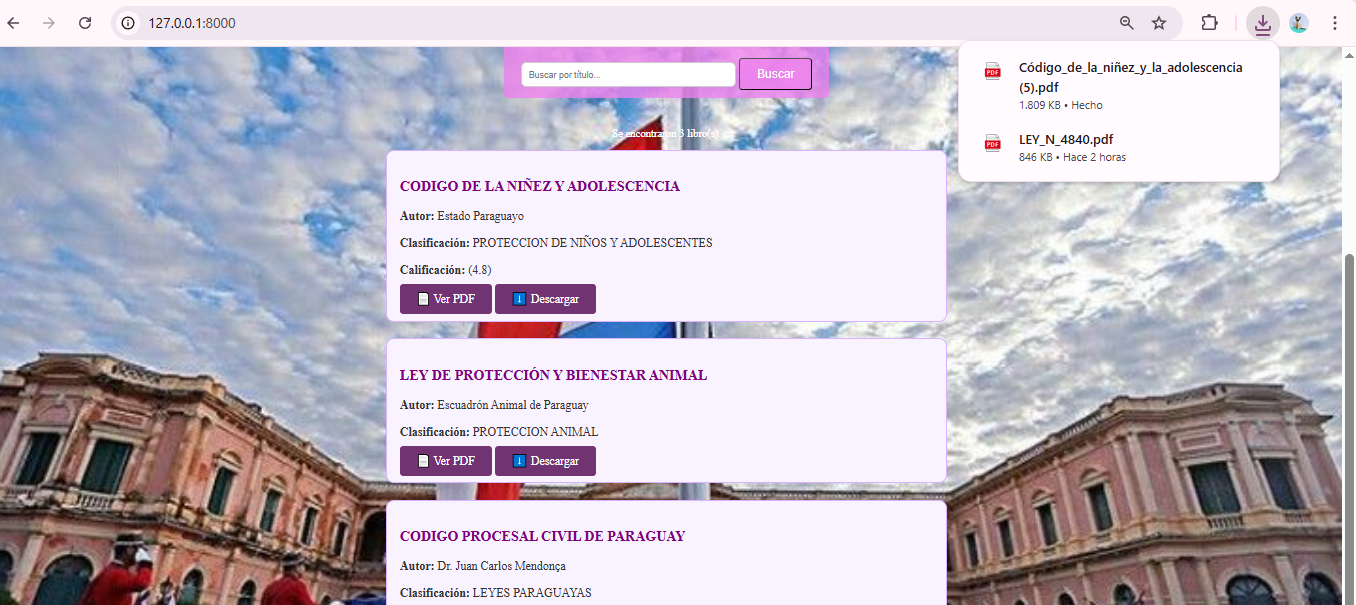 127.0.0.1:8000
Buscar por título...
Buscar
Código_de_la_niñez_y_la_adolescencia
(5).pdf
1.809 KB • Hecho
LEY_N_4840.pdf
846 KB • Hace 2 horas
Se encontraron 3 libro(s).
CODIGO DE LA NIÑEZ Y ADOLESCENCIA
Autor: Estado Paraguayo
Clasificación: PROTECCION DE NIÑOS Y ADOLESCENTES
Calificación: (4.8)
Ver PDF
Descargar
LEY DE PROTECCIÓN Y BIENESTAR ANIMAL
Autor: Escuadrón Animal de Paraguay
Clasificación: PROTECCION ANIMAL
Ver PDF
Descargar
CODIGO PROCESAL CIVIL DE PARAGUAY
Autor: Dr. Juan Carlos Mendonça
Clasificación: LEYES PARAGUAYAS